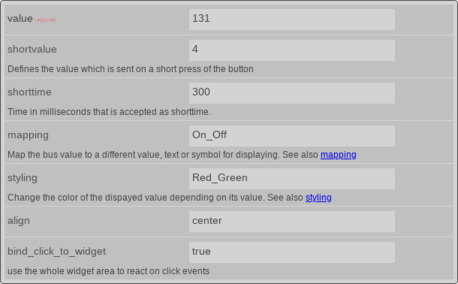 value required 131
shortvalue 4
Defines the value which is sent on a short press of the button
shorttime 300
Time in milliseconds that is accepted as shorttime.
mapping On_Off
Map the bus value to a different value, text or symbol for displaying. See also mapping
styling Red_Green
Change the color of the dispayed value depending on its value. See also styling
align center
bind_click_to_widget true
use the whole widget area to react on click events